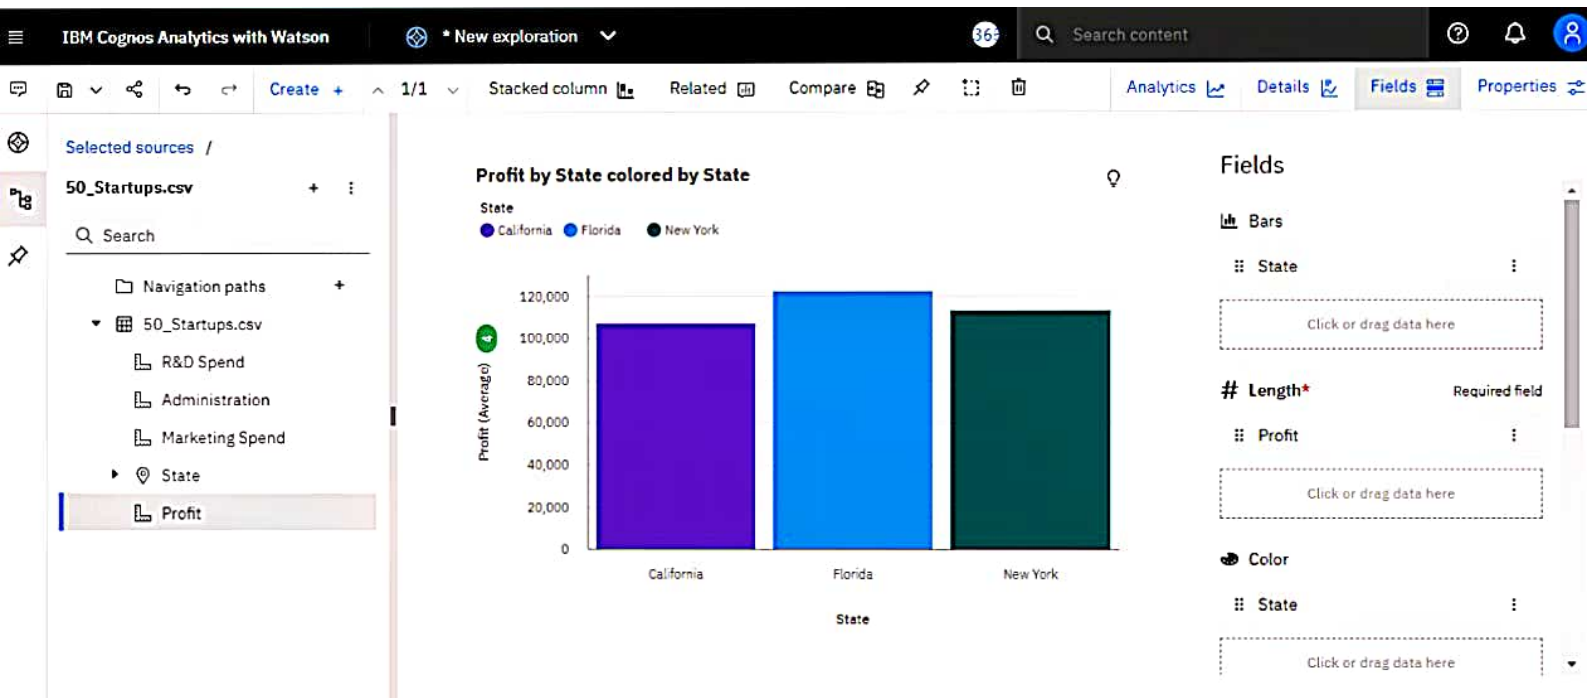 IBM Cognos Analytics with Watson
* New exploration
Search content
Create +
1/1
Stacked column
Related
Compare
Analytics
Details
Fields
Properties
Selected sources /
50_Startups.csv
Search
Navigation paths
50_Startups.csv
R&D Spend
Administration
Marketing Spend
State
Profit
Profit by State colored by State
State
California
Florida
New York
Profit (Average)
120,000
100,000
80,000
60,000
40,000
20,000
0
California
Florida
New York
State
Fields
Bars
State
Click or drag data here
# Length* Required field
Profit
Click or drag data here
Color
State
Click or drag data here